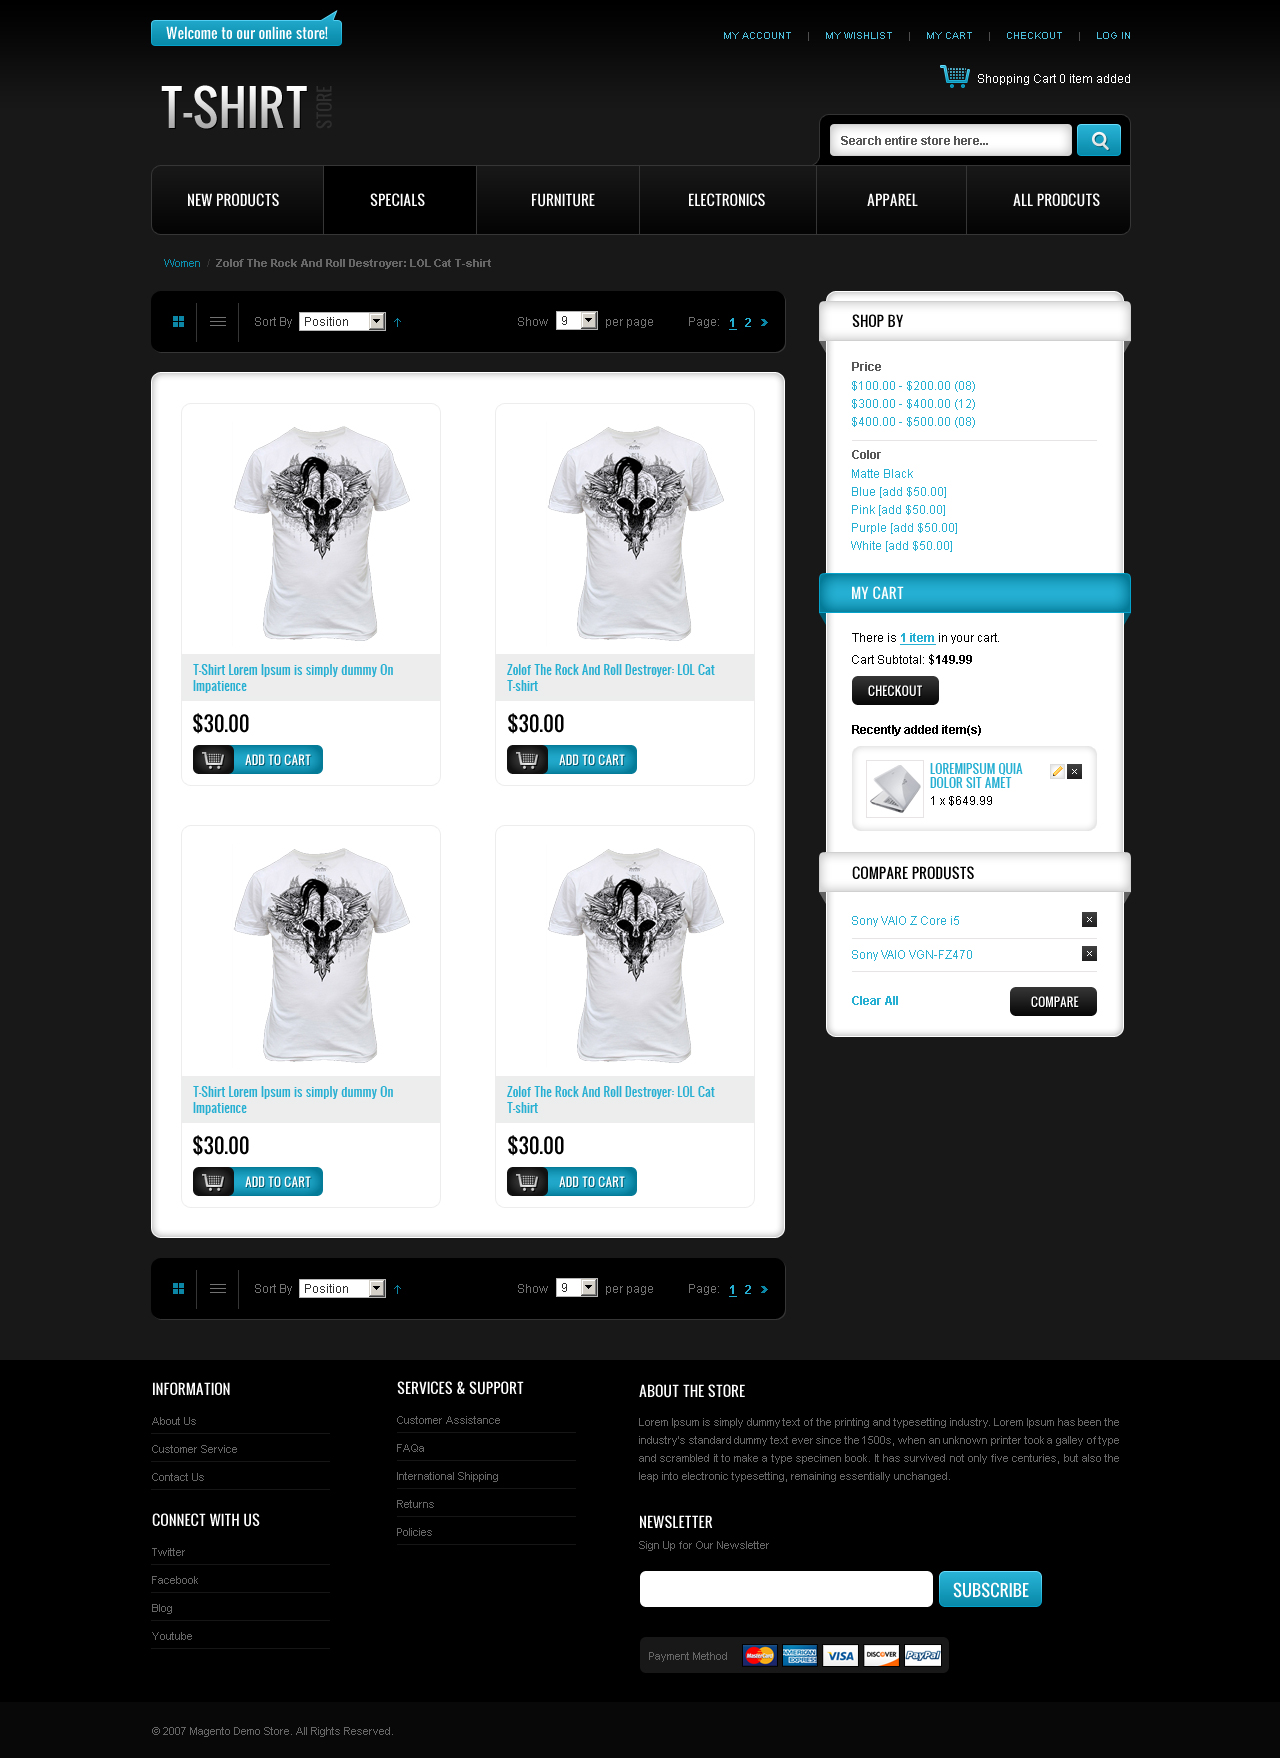 Welcome to our online store!
MY ACCOUNT | MY WISHLIST | MY CART | CHECKOUT | LOG IN
Shopping Cart 0 item added
T-SHIRT STORE
Search entire store here...
NEW PRODUCTS SPECIALS FURNITURE ELECTRONICS APPAREL ALL PRODCUTS
Women / Zolof The Rock And Roll Destroyer: LOL Cat T-shirt
Sort By Position Show 9 per page Page: 1 2 »
T-Shirt Lorem Ipsum is simply dummy On
Impatience
$30.00
ADD TO CART
Zolof The Rock And Roll Destroyer: LOL Cat
T-shirt
$30.00
ADD TO CART
T-Shirt Lorem Ipsum is simply dummy On
Impatience
$30.00
ADD TO CART
Zolof The Rock And Roll Destroyer: LOL Cat
T-shirt
$30.00
ADD TO CART
Sort By Position Show 9 per page Page: 1 2 »
SHOP BY
Price
$100.00 - $200.00 (08)
$300.00 - $400.00 (12)
$400.00 - $500.00 (08)
Color
Matte Black
Blue [add $50.00]
Pink [add $50.00]
Purple [add $50.00]
White [add $50.00]
MY CART
There is 1 item in your cart.
Cart Subtotal: $149.99
CHECKOUT
Recently added item(s)
LOREMIPSUM QUIA
DOLOR SIT AMET
1 x $649.99
COMPARE PRODUSTS
Sony VAIO Z Core i5
Sony VAIO VGN-FZ470
Clear All COMPARE
INFORMATION
About Us
Customer Service
Contact Us
CONNECT WITH US
Twitter
Facebook
Blog
Youtube
SERVICES & SUPPORT
Customer Assistance
FAQa
International Shipping
Returns
Policies
ABOUT THE STORE
Lorem Ipsum is simply dummy text of the printing and typesetting industry. Lorem Ipsum has been the
industry's standard dummy text ever since the 1500s, when an unknown printer took a galley of type
and scrambled it to make a type specimen book. It has survived not only five centuries, but also the
leap into electronic typesetting, remaining essentially unchanged.
NEWSLETTER
Sign Up for Our Newsletter
SUBSCRIBE
Payment Method MasterCard AMERICAN EXPRESS VISA DISCOVER PayPal
© 2007 Magento Demo Store. All Rights Reserved.